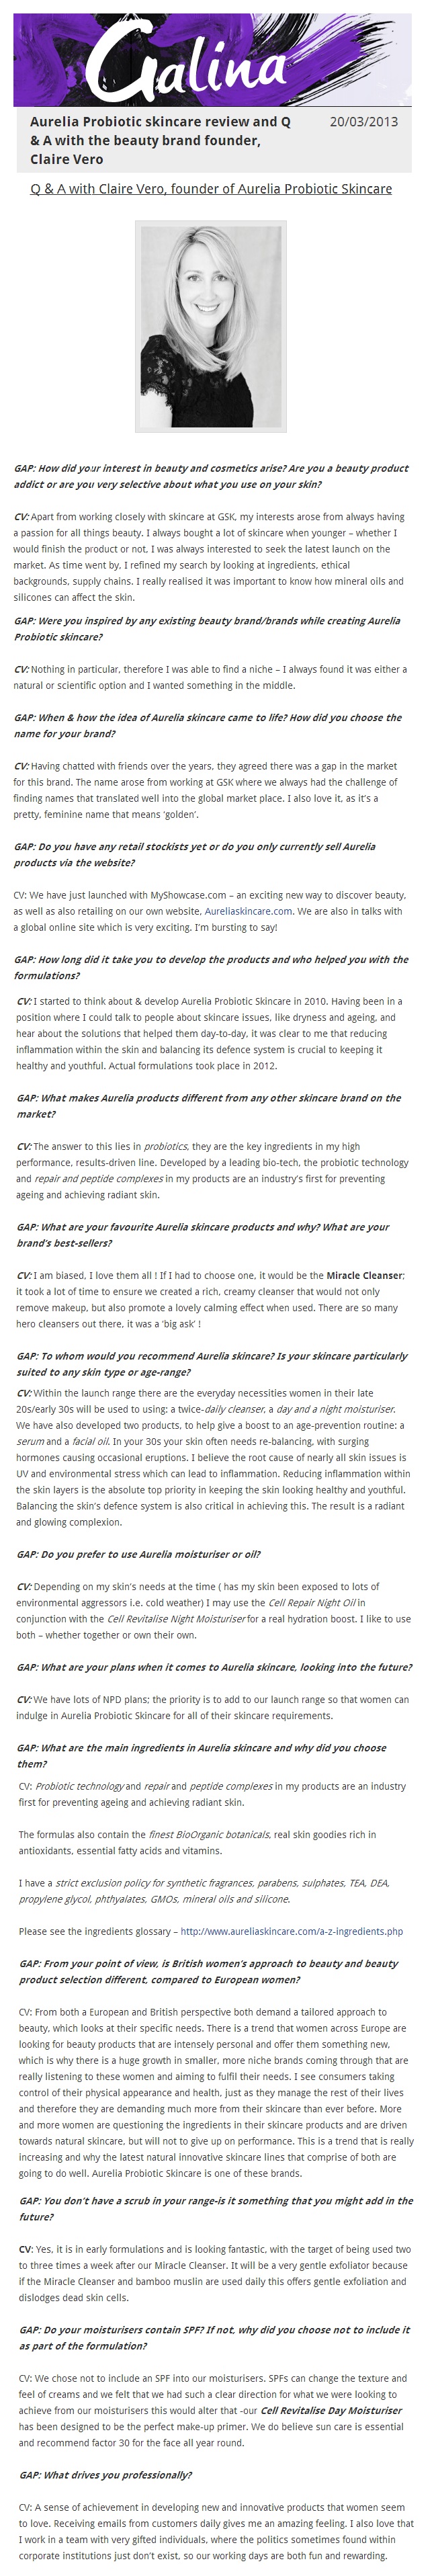 Galina
Aurelia Probiotic skincare review and Q 20/03/2013
& A with the beauty brand founder,
Claire Vero
Q & A with Claire Vero, founder of Aurelia Probiotic Skincare
GAP: How did your interest in beauty and cosmetics arise? Are you a beauty product
addict or are you very selective about what you use on your skin?
CV: Apart from working closely with skincare at GSK, my interests arose from always having
a passion for all things beauty. I always bought a lot of skincare when younger – whether I
would finish the product or not, I was always interested to seek the latest launch on the
market. As time went by, I refined my search by looking at ingredients, ethical
backgrounds, supply chains. I really realised it was important to know how mineral oils and
silicones can affect the skin.
GAP: Were you inspired by any existing beauty brand/brands while creating Aurelia
Probiotic skincare?
CV: Nothing in particular, therefore I was able to find a niche – I always found it was either a
natural or scientific option and I wanted something in the middle.
GAP: When & how the idea of Aurelia skincare came to life? How did you choose the
name for your brand?
CV: Having chatted with friends over the years, they agreed there was a gap in the market
for this brand. The name arose from working at GSK where we always had the challenge of
finding names that translated well into the global market place. I also love it, as it's a
pretty, feminine name that means 'golden'.
GAP: Do you have any retail stockists yet or do you only currently sell Aurelia
products via the website?
CV: We have just launched with MyShowcase.com – an exciting new way to discover beauty,
as well as also retailing on our own website, Aureliaskincare.com. We are also in talks with
a global online site which is very exciting. I'm bursting to say!
GAP: How long did it take you to develop the products and who helped you with the
formulations?
CV: I started to think about & develop Aurelia Probiotic Skincare in 2010. Having been in a
position where I could talk to people about skincare issues, like dryness and ageing, and
hear about the solutions that helped them day-to-day, it was clear to me that reducing
inflammation within the skin and balancing its defence system is crucial to keeping it
healthy and youthful. Actual formulations took place in 2012.
GAP: What makes Aurelia products different from any other skincare brand on the
market?
CV: The answer to this lies in probiotics, they are the key ingredients in my high
performance, results-driven line. Developed by a leading bio-tech, the probiotic technology
and repair and peptide complexes in my products are an industry's first for preventing
ageing and achieving radiant skin.
GAP: What are your favourite Aurelia skincare products and why? What are your
brand's best-sellers?
CV: I am biased, I love them all ! If I had to choose one, it would be the Miracle Cleanser;
it took a lot of time to ensure we created a rich, creamy cleanser that would not only
remove makeup, but also promote a lovely calming effect when used. There are so many
hero cleansers out there, it was a 'big ask' !
GAP: To whom would you recommend Aurelia skincare? Is your skincare particularly
suited to any skin type or age-range?
CV: Within the launch range there are the everyday necessities women in their late
20s/early 30s will be used to using: a twice-daily cleanser, a day and a night moisturiser.
We have also developed two products, to help give a boost to an age-prevention routine: a
serum and a facial oil. In your 30s your skin often needs re-balancing, with surging
hormones causing occasional eruptions. I believe the root cause of nearly all skin issues is
UV and environmental stress which can lead to inflammation. Reducing inflammation within
the skin layers is the absolute top priority in keeping the skin looking healthy and youthful.
Balancing the skin's defence system is also critical in achieving this. The result is a radiant
and glowing complexion.
GAP: Do you prefer to use Aurelia moisturiser or oil?
CV: Depending on my skin's needs at the time ( has my skin been exposed to lots of
environmental aggressors i.e. cold weather) I may use the Cell Repair Night Oil in
conjunction with the Cell Revitalise Night Moisturiser for a real hydration boost. I like to use
both – whether together or own their own.
GAP: What are your plans when it comes to Aurelia skincare, looking into the future?
CV: We have lots of NPD plans; the priority is to add to our launch range so that women can
indulge in Aurelia Probiotic Skincare for all of their skincare requirements.
GAP: What are the main ingredients in Aurelia skincare and why did you choose
them?
CV: Probiotic technology and repair and peptide complexes in my products are an industry
first for preventing ageing and achieving radiant skin.
The formulas also contain the finest BioOrganic botanicals, real skin goodies rich in
antioxidants, essential fatty acids and vitamins.
I have a strict exclusion policy for synthetic fragrances, parabens, sulphates, TEA, DEA,
propylene glycol, phthyalates, GMOs, mineral oils and silicone.
Please see the ingredients glossary – http://www.aureliaskincare.com/a-z-ingredients.php
GAP: From your point of view, is British women's approach to beauty and beauty
product selection different, compared to European women?
CV: From both a European and British perspective both demand a tailored approach to
beauty, which looks at their specific needs. There is a trend that women across Europe are
looking for beauty products that are intensely personal and offer them something new,
which is why there is a huge growth in smaller, more niche brands coming through that are
really listening to these women and aiming to fulfil their needs. I see consumers taking
control of their physical appearance and health, just as they manage the rest of their lives
and therefore they are demanding much more from their skincare than ever before. More
and more women are questioning the ingredients in their skincare products and are driven
towards natural skincare, but will not to give up on performance. This is a trend that is really
increasing and why the latest natural innovative skincare lines that comprise of both are
going to do well. Aurelia Probiotic Skincare is one of these brands.
GAP: You don't have a scrub in your range-is it something that you might add in the
future?
CV: Yes, it is in early formulations and is looking fantastic, with the target of being used two
to three times a week after our Miracle Cleanser. It will be a very gentle exfoliator because
if the Miracle Cleanser and bamboo muslin are used daily this offers gentle exfoliation and
dislodges dead skin cells.
GAP: Do your moisturisers contain SPF? If not, why did you choose not to include it
as part of the formulation?
CV: We chose not to include an SPF into our moisturisers. SPFs can change the texture and
feel of creams and we felt that we had such a clear direction for what we were looking to
achieve from our moisturisers this would alter that -our Cell Revitalise Day Moisturiser
has been designed to be the perfect make-up primer. We do believe sun care is essential
and recommend factor 30 for the face all year round.
GAP: What drives you professionally?
CV: A sense of achievement in developing new and innovative products that women seem
to love. Receiving emails from customers daily gives me an amazing feeling. I also love that
I work in a team with very gifted individuals, where the politics sometimes found within
corporate institutions just don't exist, so our working days are both fun and rewarding.